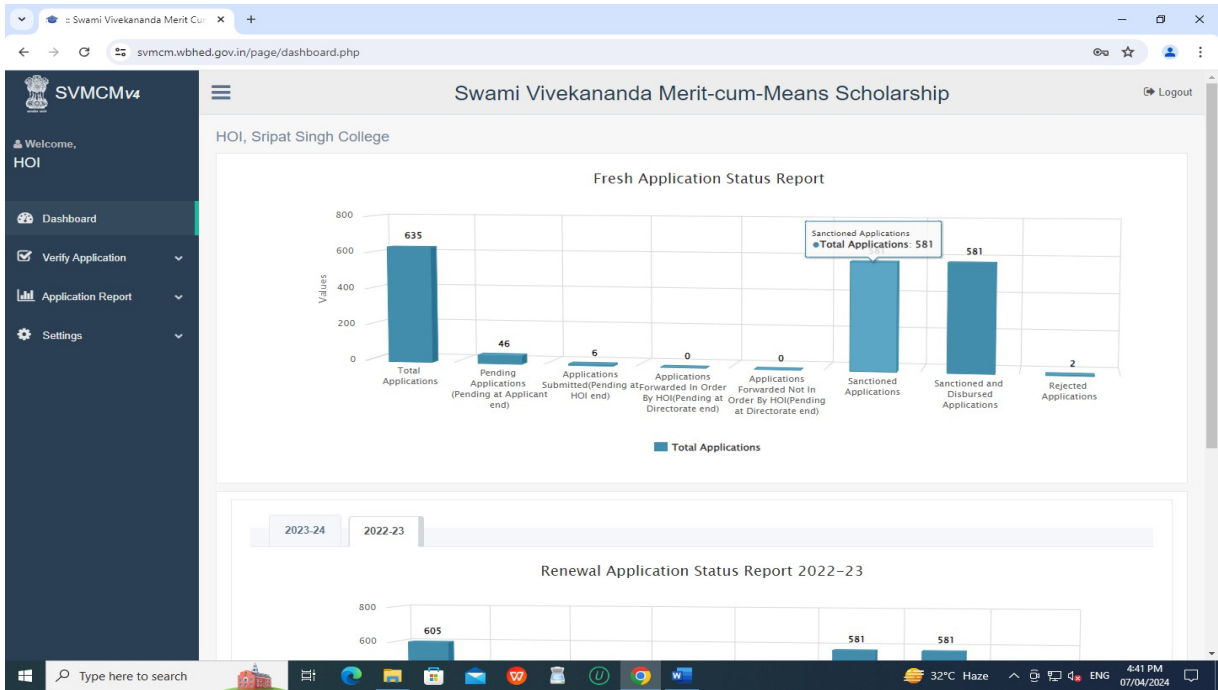 :: Swami Vivekananda Merit Cur
svmcm.wbhed.gov.in/page/dashboard.php
SVMCMv4
Swami Vivekananda Merit-cum-Means Scholarship
Logout
Welcome,
HOI
Dashboard
Verify Application
Application Report
Settings
HOI, Sripat Singh College
Fresh Application Status Report
Values
800
600
400
200
0
635
46
6
0
0
581
2
Sanctioned Applications
Total Applications: 581
Total
Applications
Pending
Applications
(Pending at Applicant
end)
Applications
Submitted(Pending at
HOI end)
Applications
Forwarded In Order
By HOI(Pending at
Directorate end)
Applications
Forwarded Not In
Order By HOI(Pending
at Directorate end)
Sanctioned
Applications
Sanctioned and
Disbursed
Applications
Rejected
Applications
Total Applications
2023-24
2022-23
Renewal Application Status Report 2022-23
800
600
605
581
581
Type here to search
32°C Haze
ENG
4:41 PM
07/04/2024